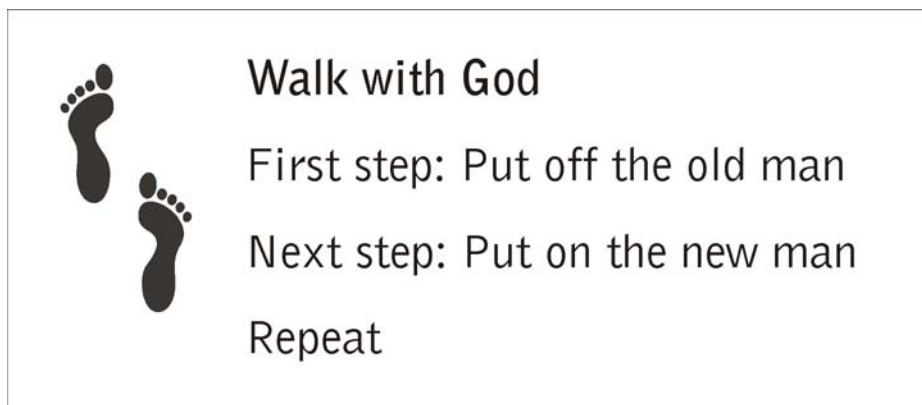 Walk with God
First step: Put off the old man
Next step: Put on the new man
Repeat